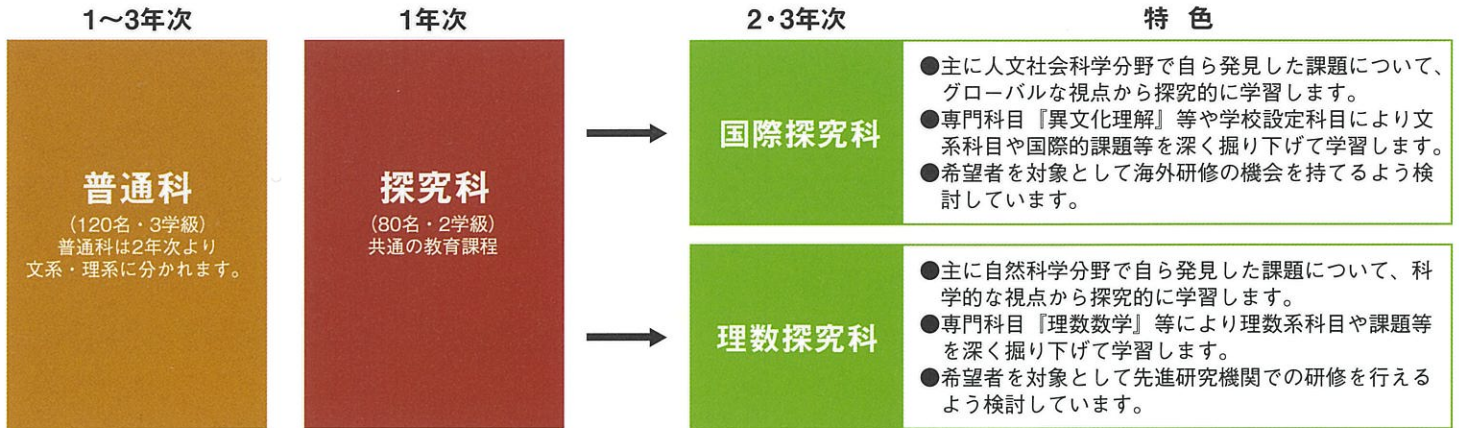 1～3年次
普通科
（120名・3学級）
普通科は2年次より
文系・理系に分かれます。
1年次
探究科
（80名・2学級）
共通の教育課程
2・3年次
特 色
国際探究科
●主に人文社会科学分野で自ら発見した課題について、
グローバルな視点から探究的に学習します。
●専門科目『異文化理解』等や学校設定科目により文
系科目や国際的課題等を深く掘り下げて学習します。
●希望者を対象として海外研修の機会を持てるよう検
討しています。
理数探究科
●主に自然科学分野で自ら発見した課題について、科
学的な視点から探究的に学習します。
●専門科目『理数数学』等により理数系科目や課題等
を深く掘り下げて学習します。
●希望者を対象として先進研究機関での研修を行える
よう検討しています。